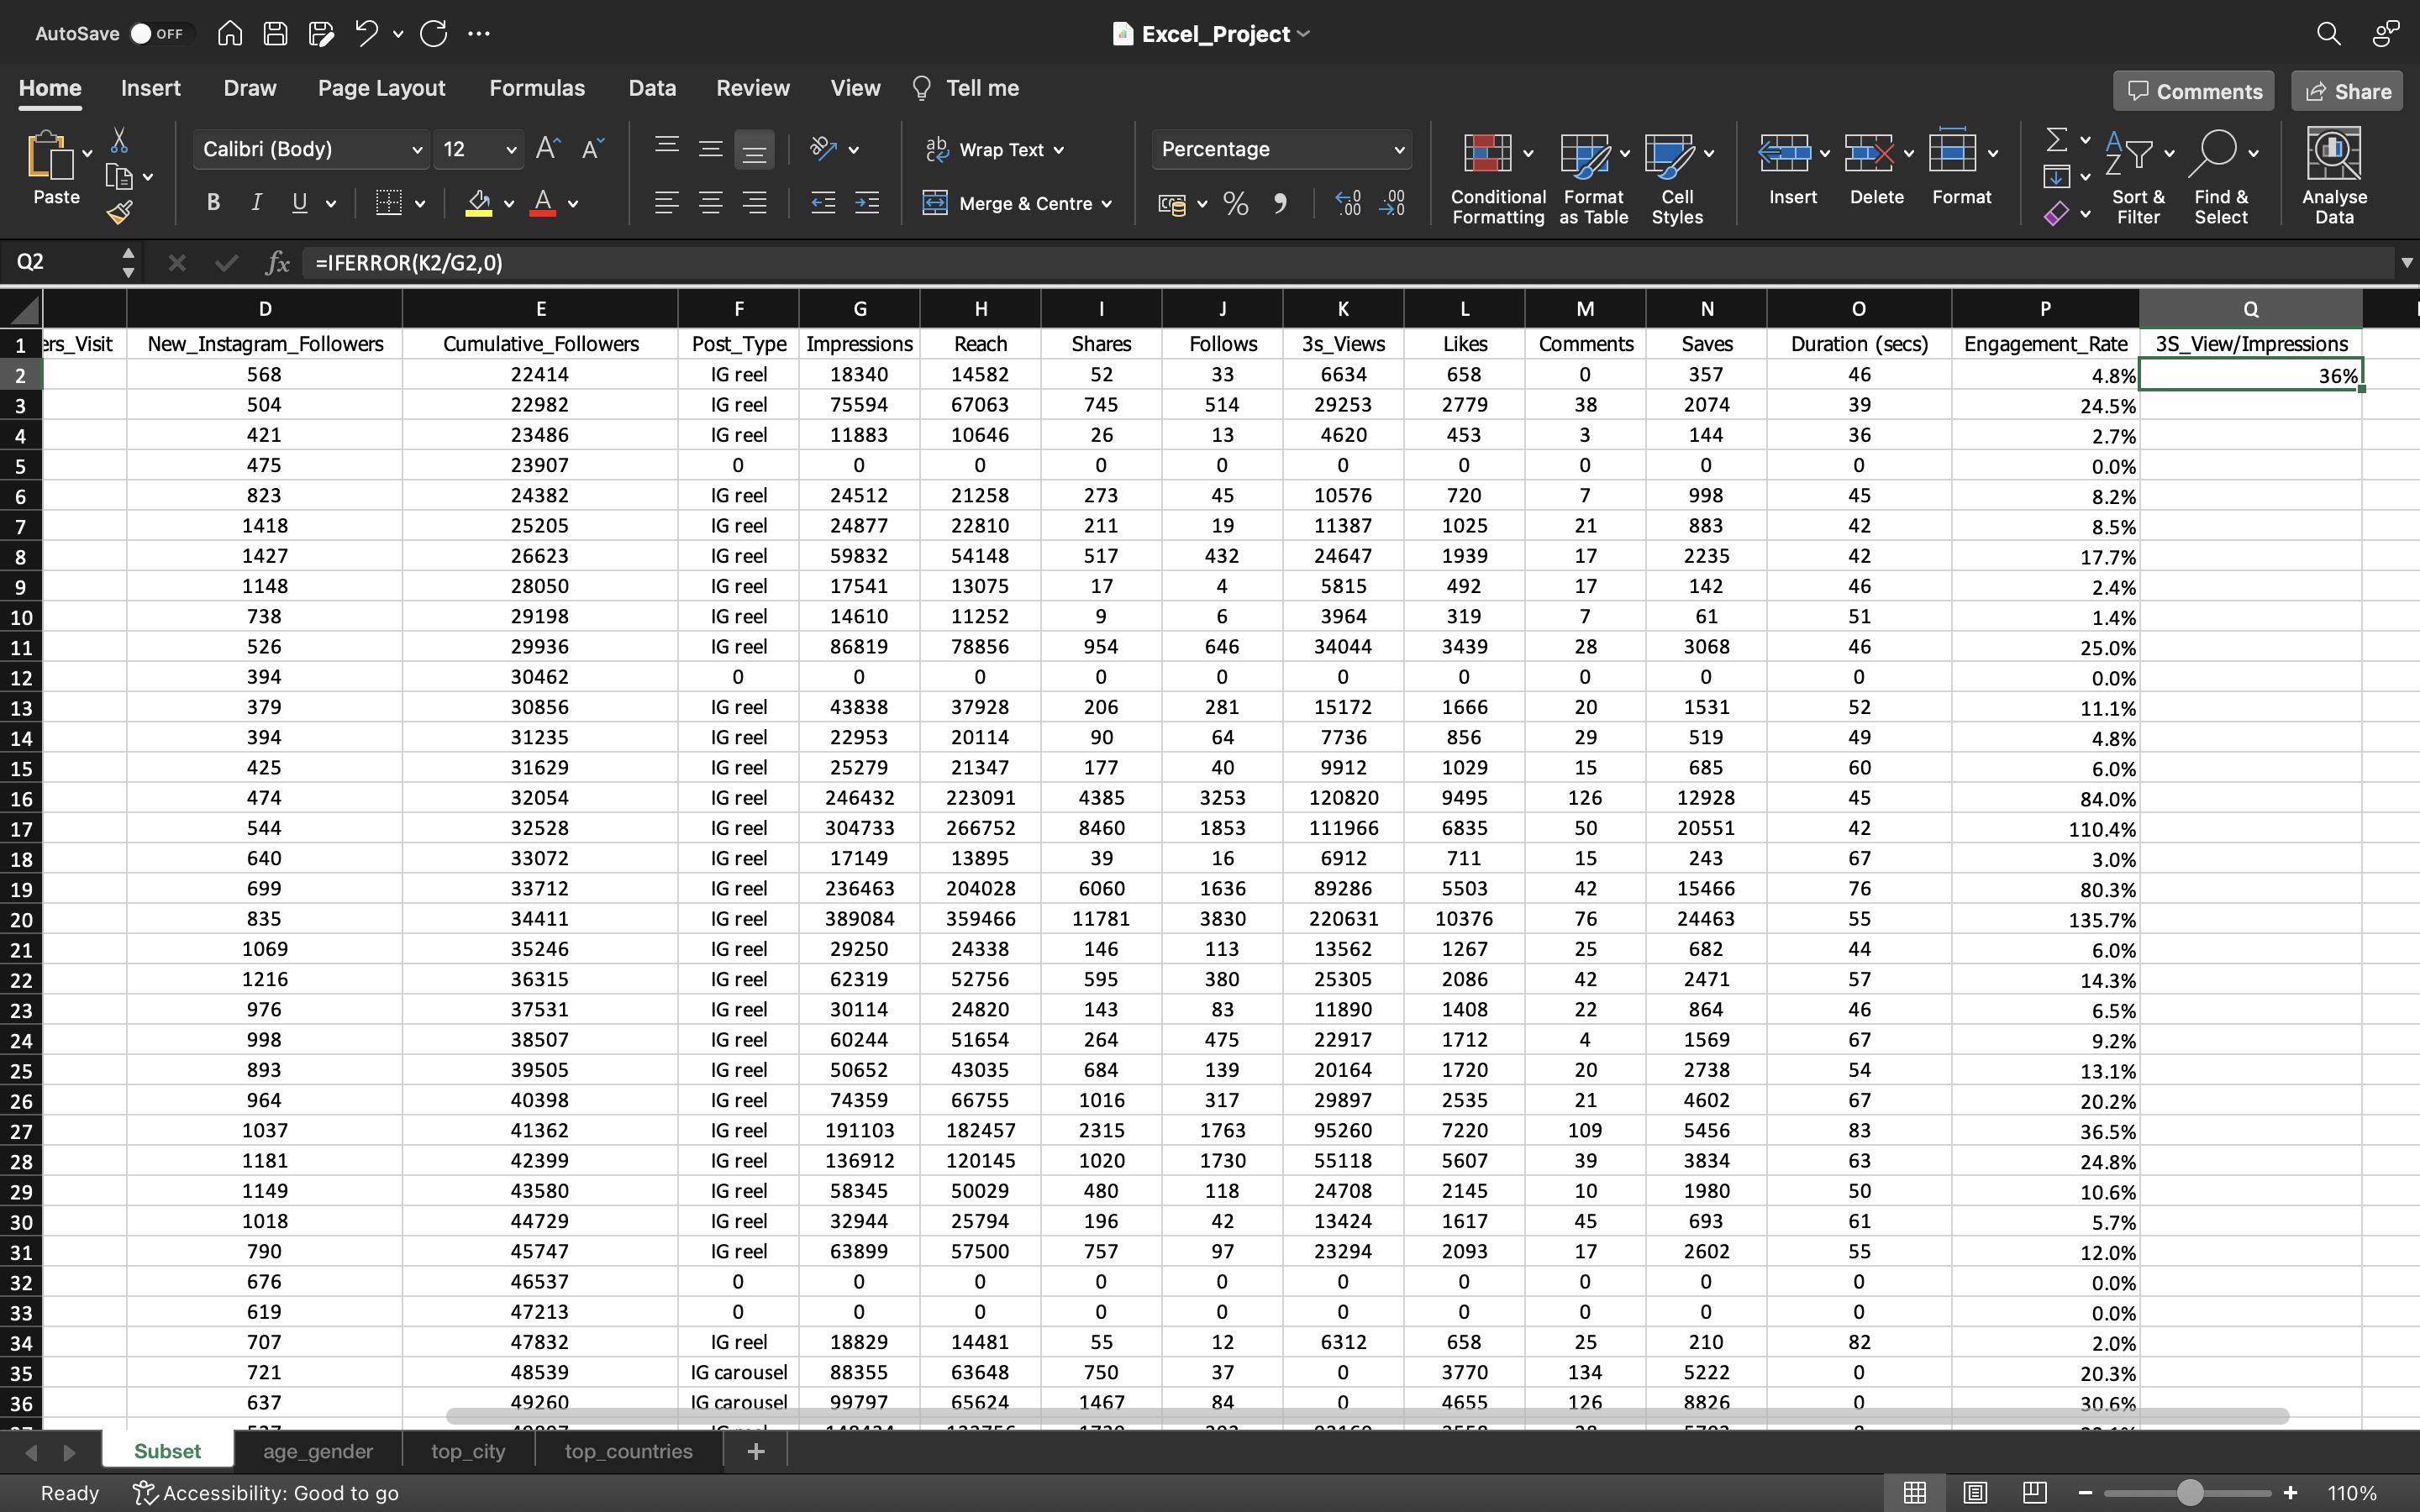 AutoSave OFF Excel_Project
Home Insert Draw Page Layout Formulas Data Review View Tell me Comments Share
Paste Calibri (Body) 12 A A Wrap Text Percentage Conditional Formatting Format as Table Cell Styles Insert Delete Format Sort & Filter Find & Select Analyse Data
B I U A Merge & Centre % , .0 .00 .00 .0
Q2 fx =IFERROR(K2/G2,0)
D E F G H I J K L M N O P Q
1 ers_Visit New_Instagram_Followers Cumulative_Followers Post_Type Impressions Reach Shares Follows 3s_Views Likes Comments Saves Duration (secs) Engagement_Rate 3S_View/Impressions
2 568 22414 IG reel 18340 14582 52 33 6634 658 0 357 46 4.8% 36%
3 504 22982 IG reel 75594 67063 745 514 29253 2779 38 2074 39 24.5%
4 421 23486 IG reel 11883 10646 26 13 4620 453 3 144 36 2.7%
5 475 23907 0 0 0 0 0 0 0 0 0 0 0.0%
6 823 24382 IG reel 24512 21258 273 45 10576 720 7 998 45 8.2%
7 1418 25205 IG reel 24877 22810 211 19 11387 1025 21 883 42 8.5%
8 1427 26623 IG reel 59832 54148 517 432 24647 1939 17 2235 42 17.7%
9 1148 28050 IG reel 17541 13075 17 4 5815 492 17 142 46 2.4%
10 738 29198 IG reel 14610 11252 9 6 3964 319 7 61 51 1.4%
11 526 29936 IG reel 86819 78856 954 646 34044 3439 28 3068 46 25.0%
12 394 30462 0 0 0 0 0 0 0 0 0 0 0.0%
13 379 30856 IG reel 43838 37928 206 281 15172 1666 20 1531 52 11.1%
14 394 31235 IG reel 22953 20114 90 64 7736 856 29 519 49 4.8%
15 425 31629 IG reel 25279 21347 177 40 9912 1029 15 685 60 6.0%
16 474 32054 IG reel 246432 223091 4385 3253 120820 9495 126 12928 45 84.0%
17 544 32528 IG reel 304733 266752 8460 1853 111966 6835 50 20551 42 110.4%
18 640 33072 IG reel 17149 13895 39 16 6912 711 15 243 67 3.0%
19 699 33712 IG reel 236463 204028 6060 1636 89286 5503 42 15466 76 80.3%
20 835 34411 IG reel 389084 359466 11781 3830 220631 10376 76 24463 55 135.7%
21 1069 35246 IG reel 29250 24338 146 113 13562 1267 25 682 44 6.0%
22 1216 36315 IG reel 62319 52756 595 380 25305 2086 42 2471 57 14.3%
23 976 37531 IG reel 30114 24820 143 83 11890 1408 22 864 46 6.5%
24 998 38507 IG reel 60244 51654 264 475 22917 1712 4 1569 67 9.2%
25 893 39505 IG reel 50652 43035 684 139 20164 1720 20 2738 54 13.1%
26 964 40398 IG reel 74359 66755 1016 317 29897 2535 21 4602 67 20.2%
27 1037 41362 IG reel 191103 182457 2315 1763 95260 7220 109 5456 83 36.5%
28 1181 42399 IG reel 136912 120145 1020 1730 55118 5607 39 3834 63 24.8%
29 1149 43580 IG reel 58345 50029 480 118 24708 2145 10 1980 50 10.6%
30 1018 44729 IG reel 32944 25794 196 42 13424 1617 45 693 61 5.7%
31 790 45747 IG reel 63899 57500 757 97 23294 2093 17 2602 55 12.0%
32 676 46537 0 0 0 0 0 0 0 0 0 0 0.0%
33 619 47213 0 0 0 0 0 0 0 0 0 0 0.0%
34 707 47832 IG reel 18829 14481 55 12 6312 658 25 210 82 2.0%
35 721 48539 IG carousel 88355 63648 750 37 0 3770 134 5222 0 20.3%
36 637 49260 IG carousel 99797 65624 1467 84 0 4655 126 8826 0 30.6%
Subset age_gender top_city top_countries +
Ready Accessibility: Good to go 110%